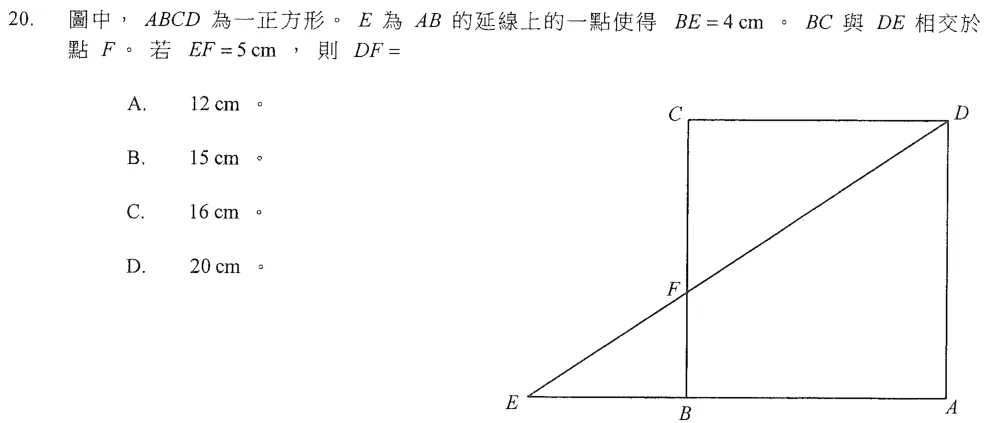 20. 圖中，ABCD 為一正方形。E 為 AB 的延線上的一點使得 BE = 4 cm 。 BC 與 DE 相交於
點 F。若 EF = 5 cm ，則 DF =
A. 12 cm 。
B. 15 cm 。
C. 16 cm 。
D. 20 cm 。
C
D
F
E
B
A